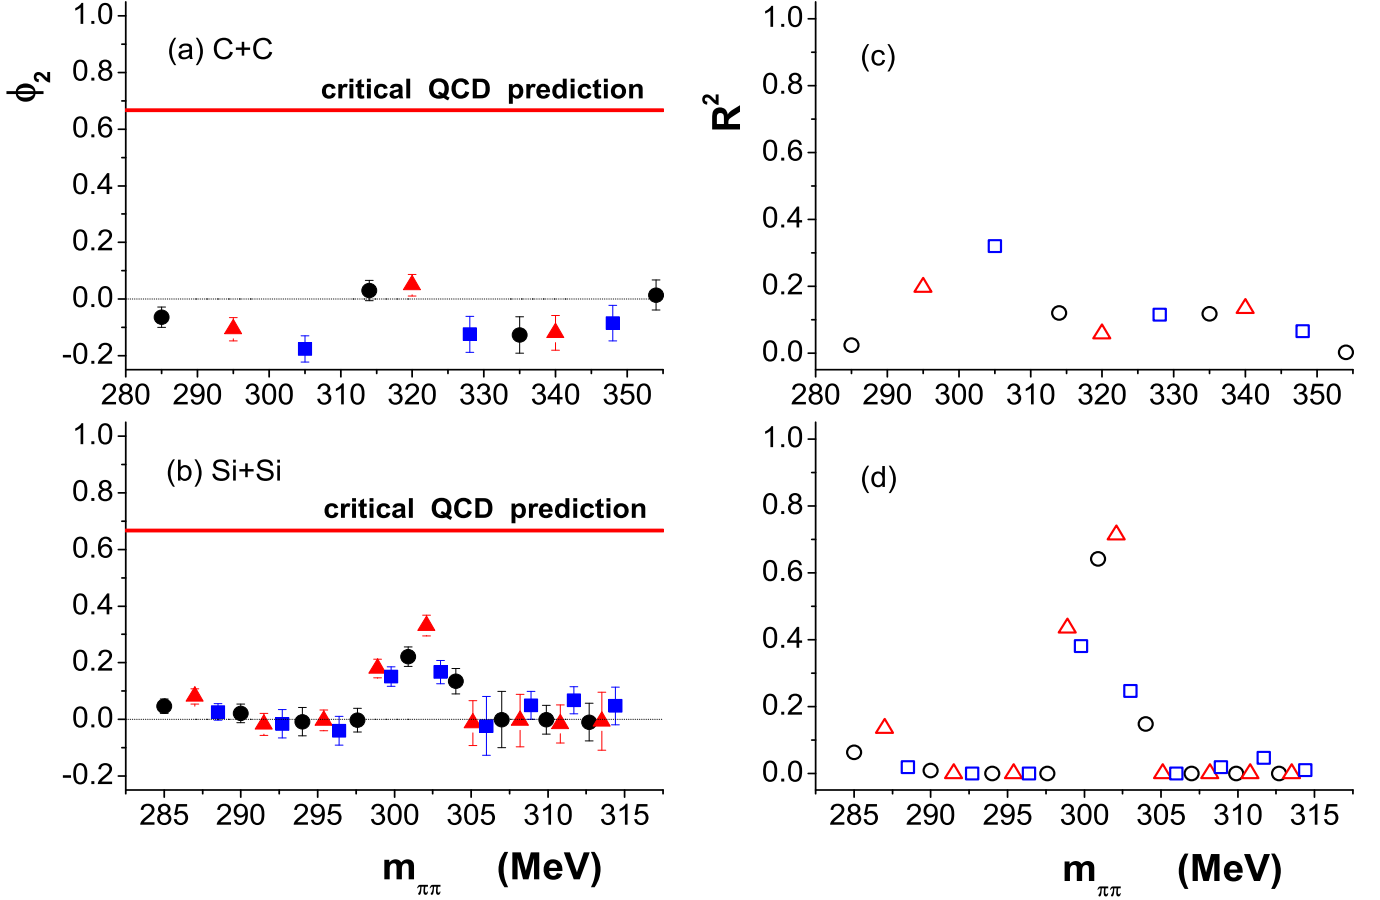 (a) C+C
critical QCD prediction
ϕ2
1.0
0.8
0.6
0.4
0.2
0.0
-0.2
280 290 300 310 320 330 340 350
(c)
R2
1.0
0.8
0.6
0.4
0.2
0.0
280 290 300 310 320 330 340 350
(b) Si+Si
critical QCD prediction
1.0
0.8
0.6
0.4
0.2
0.0
-0.2
285 290 295 300 305 310 315
mππ (MeV)
(d)
1.0
0.8
0.6
0.4
0.2
0.0
285 290 295 300 305 310 315
mππ (MeV)